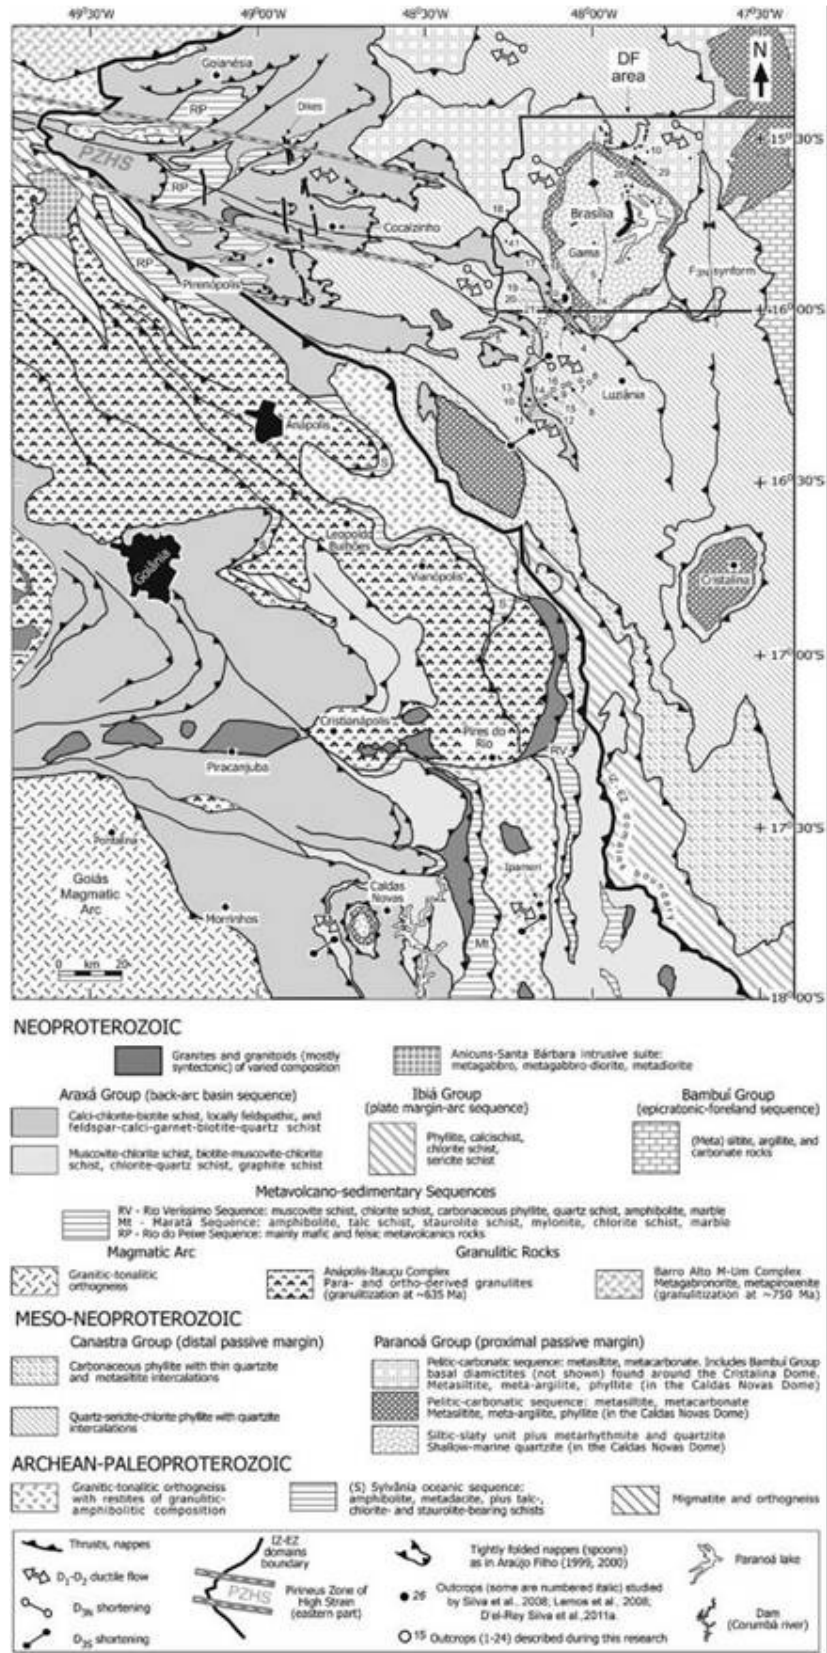 49°30'W 49°00'W 48°30'W 48°00'W 47°30'W
Goianésia
DF
area
N
RP
Dikes
PZHS
15°30'S
RP
Brasília
Cocalzinho
Gama
RP
F3N synform
Pirenópolis
16°00'S
Luziânia
Anápolis
S
16°30'S
Leopoldo
Bulhões
Goiânia
Vianópolis
Cristalina
S
17°00'S
Cristianópolis
Pires do
Rio
RV
Piracanjuba
17°30'S
Pontalina
Ipameri
Goiás
Magmatic
Arc
Caldas
Novas
Morrinhos
Mt
0 km 20
18°00'S
NEOPROTEROZOIC
Granites and granitoids (mostly
syntectonic) of varied composition
Anicuns-Santa Bárbara intrusive suite:
metagabbro, metagabbro-diorite, metadiorite
Araxá Group (back-arc basin sequence)
Calci-chlorite-biotite schist, locally feldspathic, and
feldspar-calci-garnet-biotite-quartz schist
Muscovite-chlorite schist, biotite-muscovite-chlorite
schist, chlorite-quartz schist, graphite schist
Ibiá Group
(plate margin-arc sequence)
Phyllite, calcischist,
chlorite schist,
sericite schist
Bambuí Group
(epicratonic-foreland sequence)
(Meta) siltite, argilite, and
carbonate rocks
Metavolcano-sedimentary Sequences
RV - Rio Veríssimo Sequence: muscovite schist, chlorite schist, carbonaceous phyllite, quartz schist, amphibolite, marble
Mt - Maratá Sequence: amphibolite, talc schist, staurolite schist, mylonite, chlorite schist, marble
RP - Rio do Peixe Sequence: mainly mafic and felsic metavolcanics rocks
Magmatic Arc
Granitic-tonalitic
orthogneiss
Granulitic Rocks
Anápolis-Itauçu Complex
Para- and ortho-derived granulites
(granulitization at ~635 Ma)
Barro Alto M-Um Complex
Metagabronorite, metapiroxenite
(granulitization at ~750 Ma)
MESO-NEOPROTEROZOIC
Canastra Group (distal passive margin)
Carbonaceous phyllite with thin quartzite
and metasiltite intercalations
Quartz-sericite-chlorite phyllite with quartzite
intercalations
Paranoá Group (proximal passive margin)
Pelitic-carbonatic sequence: metasiltite, metacarbonate. Includes Bambuí Group
basal diamictites (not shown) found around the Cristalina Dome.
Metasiltite, meta-argilite, phyllite (in the Caldas Novas Dome)
Pelitic-carbonatic sequence: metasiltite, metacarbonate
Metasiltite, meta-argilite, phyllite (in the Caldas Novas Dome)
Siltic-slaty unit plus metarhythmite and quartzite
Shallow-marine quartzite (in the Caldas Novas Dome)
ARCHEAN-PALEOPROTEROZOIC
Granitic-tonalitic orthogneiss
with restites of granulitic-
amphibolitic composition
(S) Sylvânia oceanic sequence:
amphibolite, metadacite, plus talc-,
chlorite- and staurolite-bearing schists
Migmatite and orthogneiss
Thrusts, nappes
D1-D2 ductile flow
D3N shortening
D3S shortening
IZ-EZ
domains
boundary
PZHS
Pirineus Zone of
High Strain
(eastern part)
Tightly folded nappes (spoons)
as in Araújo Filho (1999, 2000)
26 Outcrops (some are numbered italic) studied
by Silva et al., 2008; Lemos et al., 2008;
D'el-Rey Silva et al., 2011a.
15 Outcrops (1-24) described during this research
Paranoá lake
Dam
(Corumbá river)